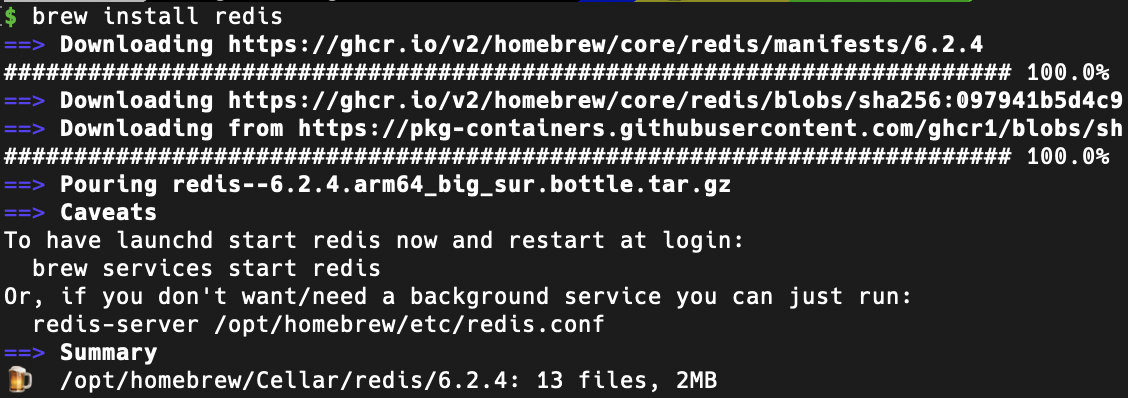 $ brew install redis
==> Downloading https://ghcr.io/v2/homebrew/core/redis/manifests/6.2.4
######################################################################## 100.0%
==> Downloading https://ghcr.io/v2/homebrew/core/redis/blobs/sha256:097941b5d4c9
==> Downloading from https://pkg-containers.githubusercontent.com/ghcr1/blobs/sh
######################################################################## 100.0%
==> Pouring redis--6.2.4.arm64_big_sur.bottle.tar.gz
==> Caveats
To have launchd start redis now and restart at login:
  brew services start redis
Or, if you don't want/need a background service you can just run:
  redis-server /opt/homebrew/etc/redis.conf
==> Summary
🍺  /opt/homebrew/Cellar/redis/6.2.4: 13 files, 2MB